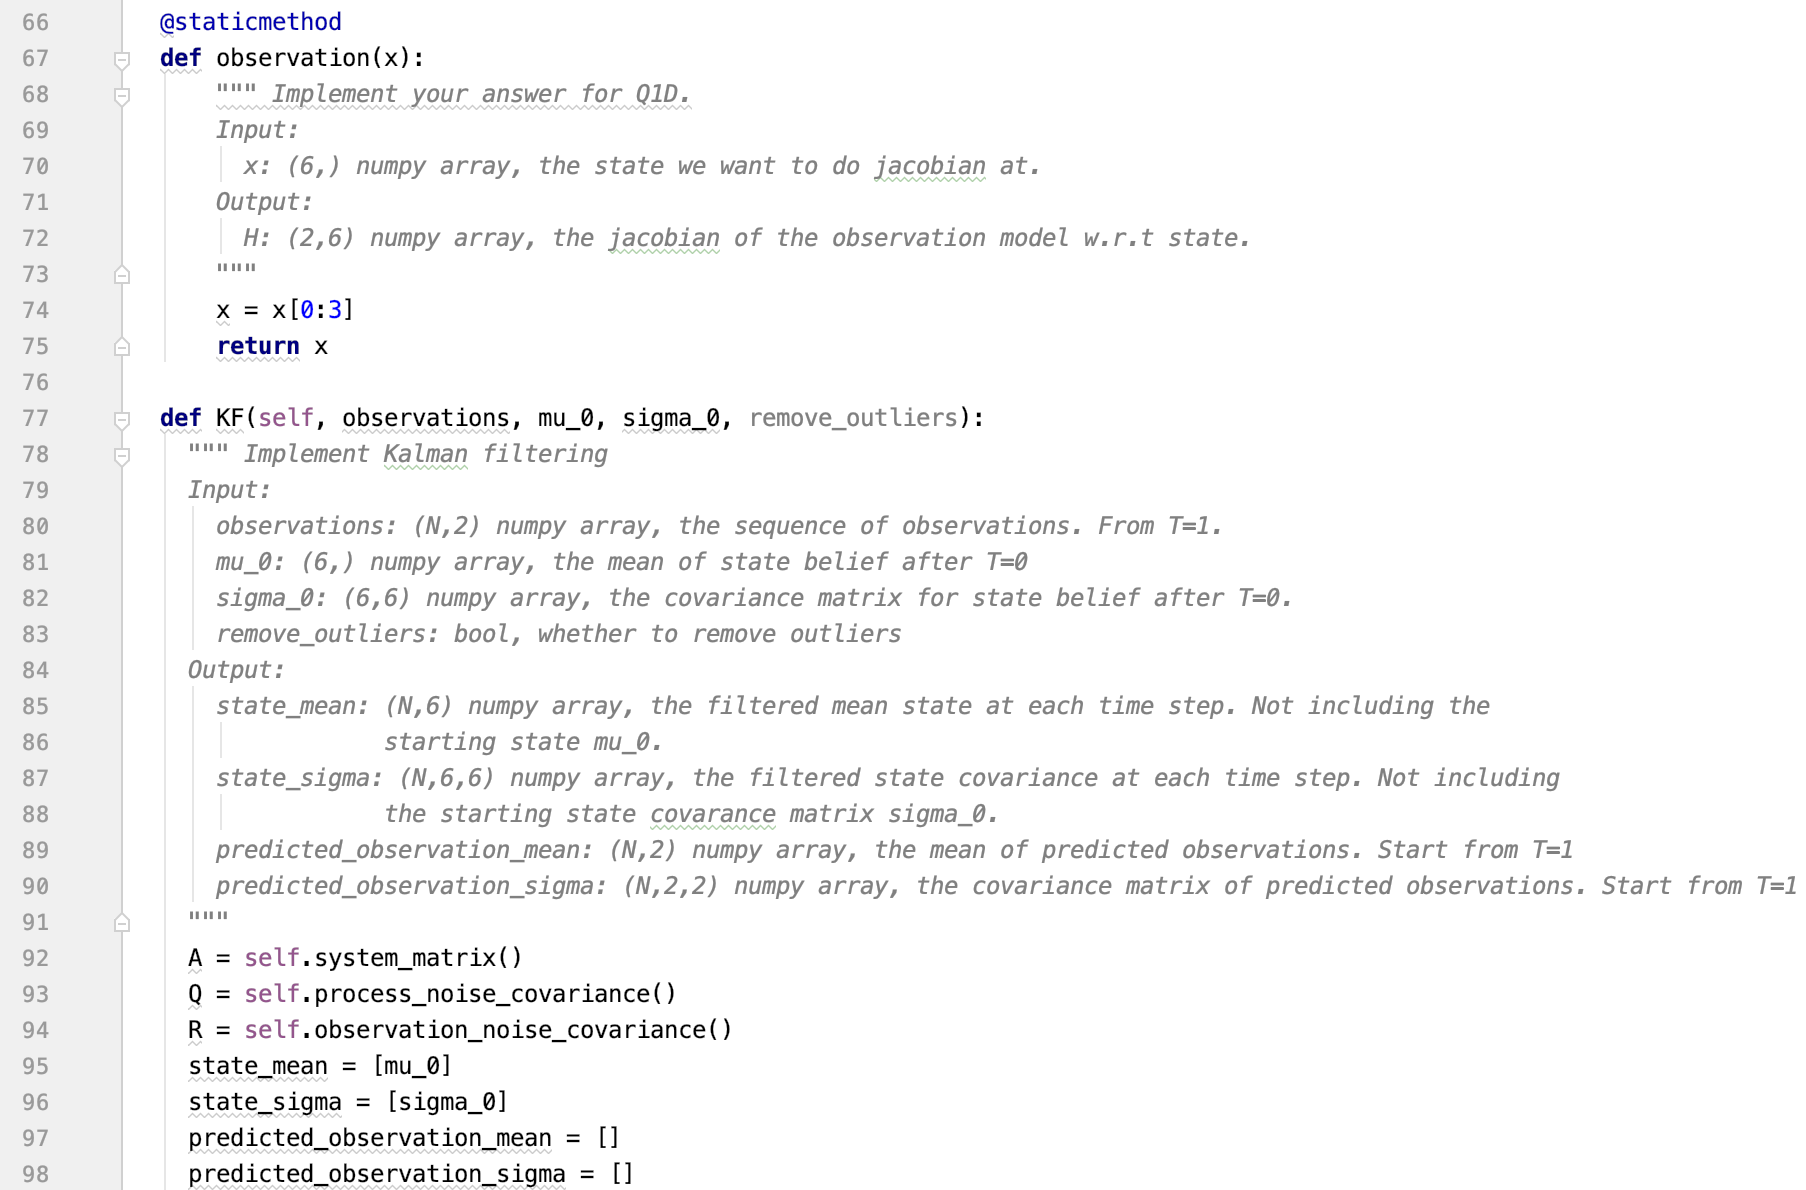 66 @staticmethod
67 def observation(x):
68 """ Implement your answer for Q1D.
69 Input:
70 x: (6,) numpy array, the state we want to do jacobian at.
71 Output:
72 H: (2,6) numpy array, the jacobian of the observation model w.r.t state.
73 """
74 x = x[0:3]
75 return x
76
77 def KF(self, observations, mu_0, sigma_0, remove_outliers):
78 """ Implement Kalman filtering
79 Input:
80 observations: (N,2) numpy array, the sequence of observations. From T=1.
81 mu_0: (6,) numpy array, the mean of state belief after T=0
82 sigma_0: (6,6) numpy array, the covariance matrix for state belief after T=0.
83 remove_outliers: bool, whether to remove outliers
84 Output:
85 state_mean: (N,6) numpy array, the filtered mean state at each time step. Not including the
86 starting state mu_0.
87 state_sigma: (N,6,6) numpy array, the filtered state covariance at each time step. Not including
88 the starting state covarance matrix sigma_0.
89 predicted_observation_mean: (N,2) numpy array, the mean of predicted observations. Start from T=1
90 predicted_observation_sigma: (N,2,2) numpy array, the covariance matrix of predicted observations. Start from T=1
91 """
92 A = self.system_matrix()
93 Q = self.process_noise_covariance()
94 R = self.observation_noise_covariance()
95 state_mean = [mu_0]
96 state_sigma = [sigma_0]
97 predicted_observation_mean = []
98 predicted_observation_sigma = []